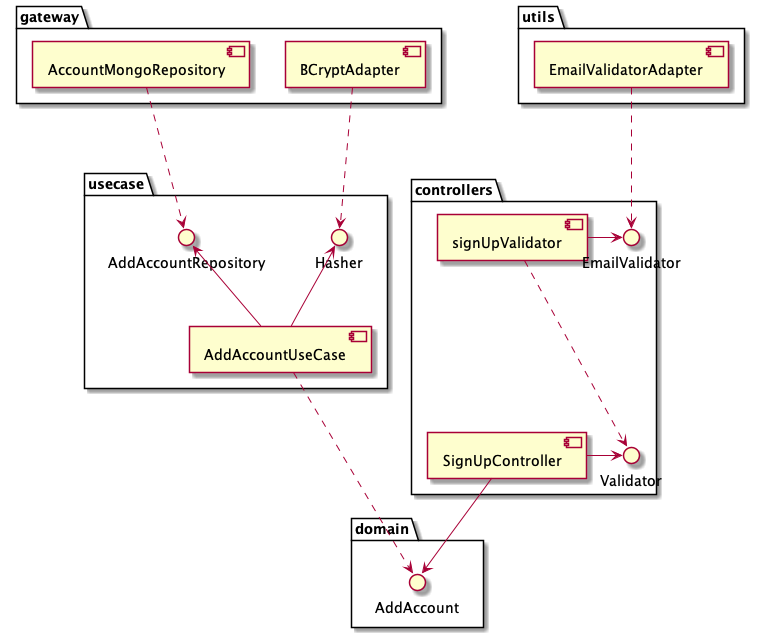 gateway
utils
AccountMongoRepository
BCryptAdapter
EmailValidatorAdapter
usecase
controllers
signUpValidator
AddAccountRepository
Hasher
EmailValidator
AddAccountUseCase
SignUpController
Validator
domain
AddAccount